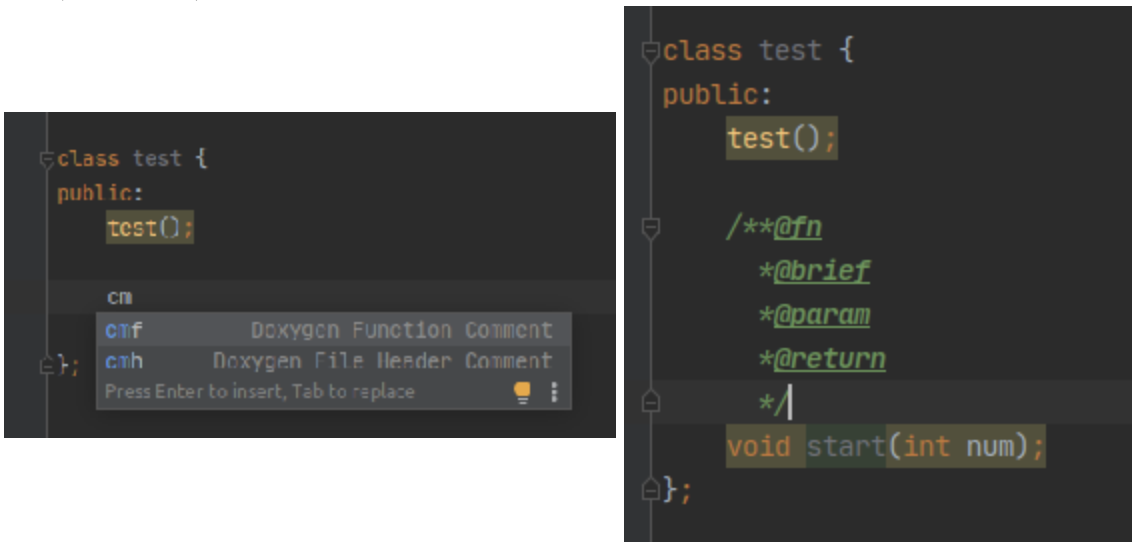 class test {
public:
test();
cm
cmf Doxygen Function Comment
cmh Doxygen File Header Comment
};
Press Enter to insert, Tab to replace
class test {
public:
test();
/**@fn
*@brief
*@param
*@return
*/
void start(int num);
};